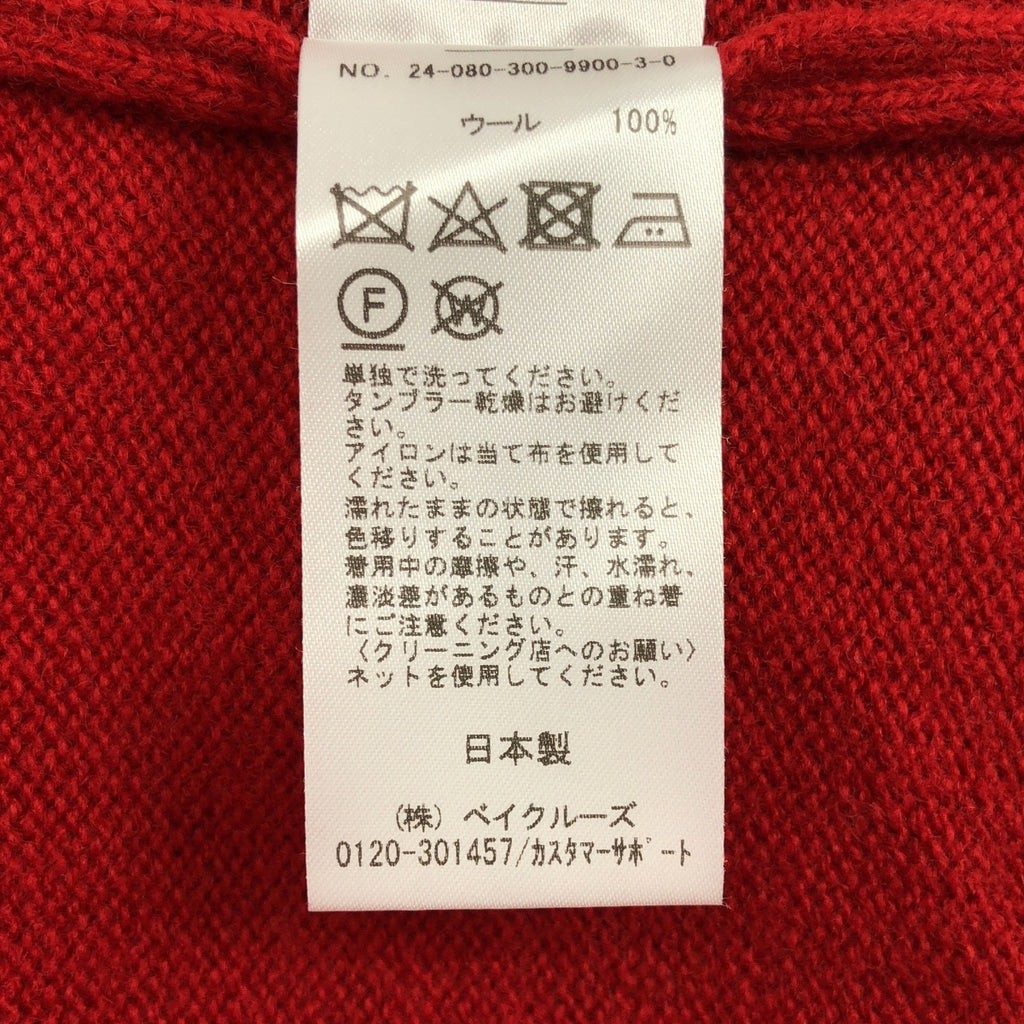 NO. 24-080-300-9900-3-0
ウール 100%
F
W
単独で洗ってください。
タンブラー乾燥はお避けくだ
さい。
アイロンは当て布を使用して
ください。
濡れたままの状態で擦れると、
色移りすることがあります。
着用中の摩擦や、汗、水濡れ、
濃淡差があるものとの重ね着
にご注意ください。
〈クリーニング店へのお願い〉
ネットを使用してください。
日本製
(株) ベイクルーズ
0120-301457/カスタマーサポート